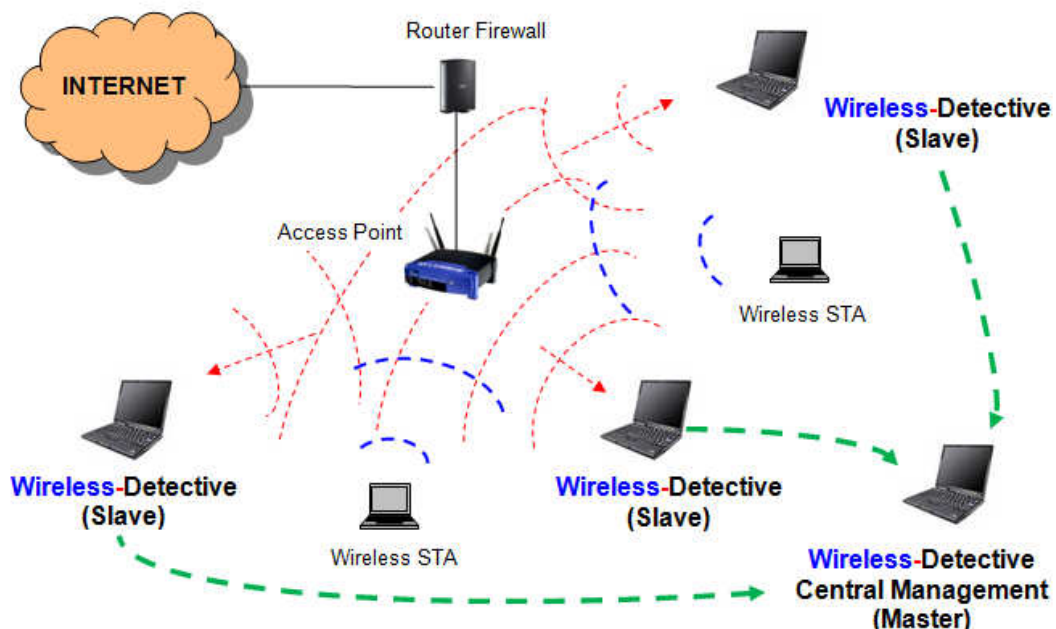 Router Firewall
INTERNET
Wireless-Detective
(Slave)
Access Point
Wireless STA
Wireless-Detective
(Slave)
Wireless-Detective
(Slave)
Wireless STA
Wireless-Detective
Central Management
(Master)